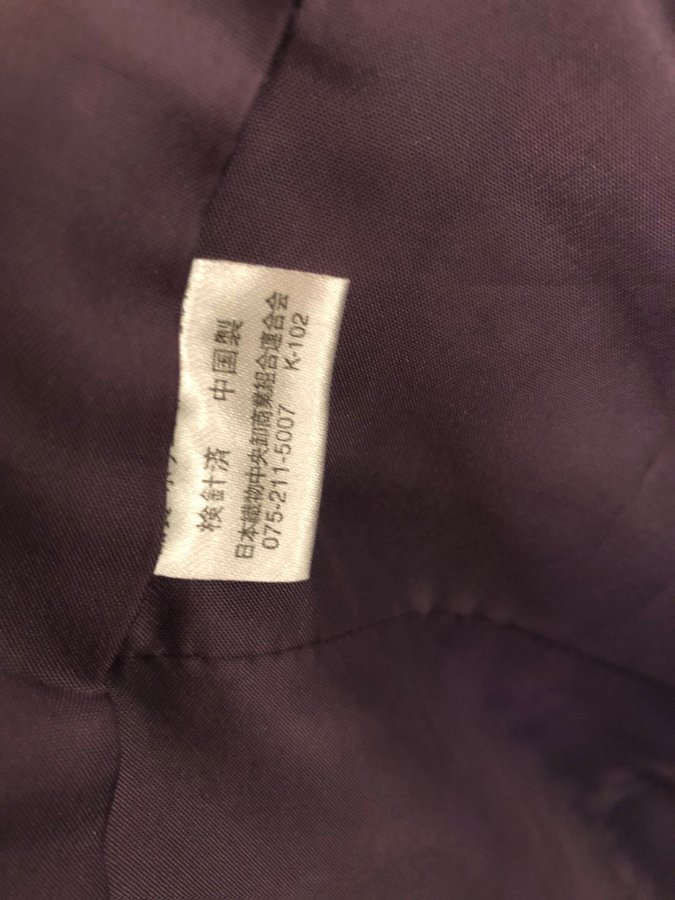 検針済 中国製
日本織物中央卸商業組合連合会
075-211-5007 K-102